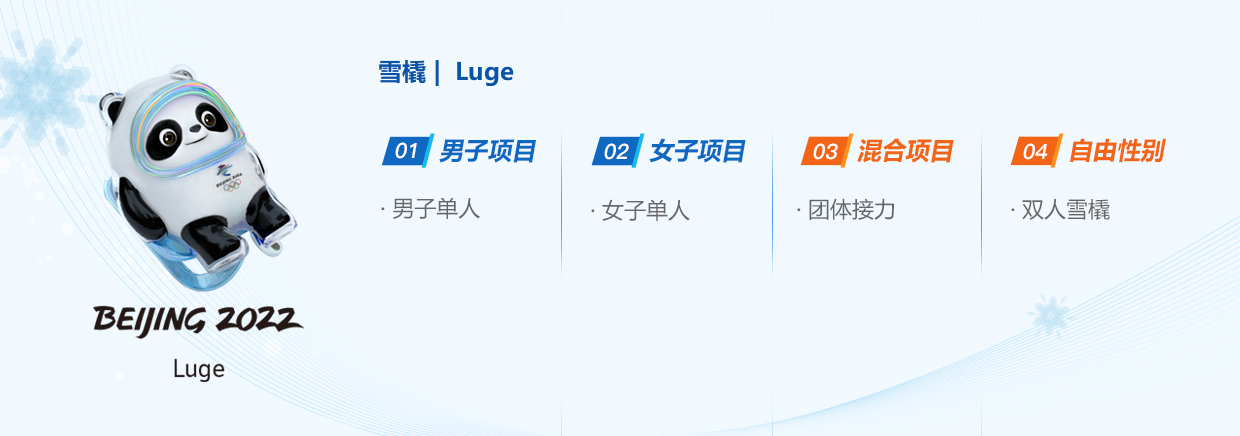 雪橇 | Luge
01 男子项目
· 男子单人
02 女子项目
· 女子单人
03 混合项目
· 团体接力
04 自由性别
· 双人雪橇
BEIJING 2022
BEIJING 2022
Luge